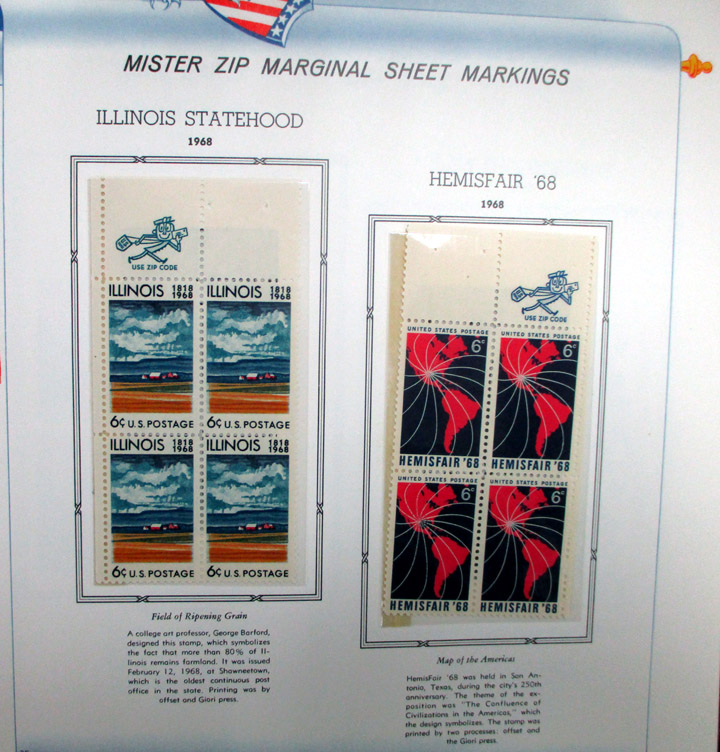 MISTER ZIP MARGINAL SHEET MARKINGS
ILLINOIS STATEHOOD
1968
USE ZIP CODE
ILLINOIS 1818 1968
ILLINOIS 1818 1968
6¢ U.S. POSTAGE
6¢ U.S. POSTAGE
ILLINOIS 1818 1968
ILLINOIS 1818 1968
6¢ U.S. POSTAGE
6¢ U.S. POSTAGE
Field of Ripening Grain
A college art professor, George Barford,
designed this stamp, which symbolizes
the fact that more than 80% of Il-
linois remains farmland. It was issued
February 12, 1968, at Shawneetown,
which is the oldest continuous post
office in the state. Printing was by
offset and Giori press.
HEMISFAIR '68
1968
USE ZIP CODE
UNITED STATES POSTAGE
6c
UNITED STATES POSTAGE
6c
HEMISFAIR '68
HEMISFAIR '68
UNITED STATES POSTAGE
6c
UNITED STATES POSTAGE
6c
HEMISFAIR '68
HEMISFAIR '68
Map of the Americas
HemisFair '68 was held in San An-
tonio, Texas, during the city's 250th
anniversary. The theme of the ex-
position was "The Confluence of
Civilizations in the Americas," which
the design symbolizes. The stamp was
printed by two processes: offset and
the Giori press.